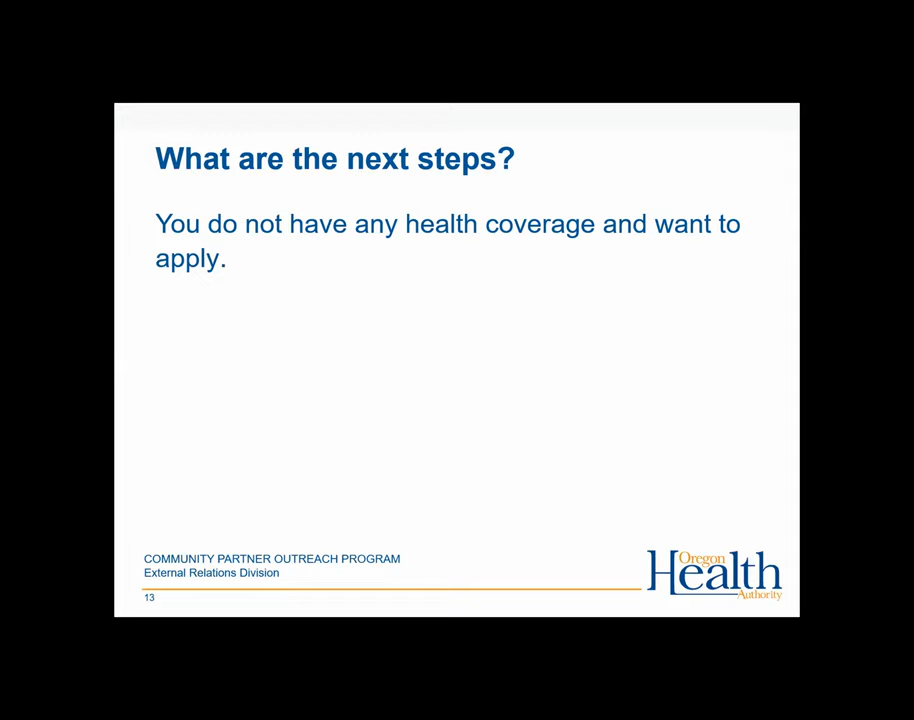 What are the next steps?
You do not have any health coverage and want to
apply.
COMMUNITY PARTNER OUTREACH PROGRAM
External Relations Division
13
Oregon
Health
Authority